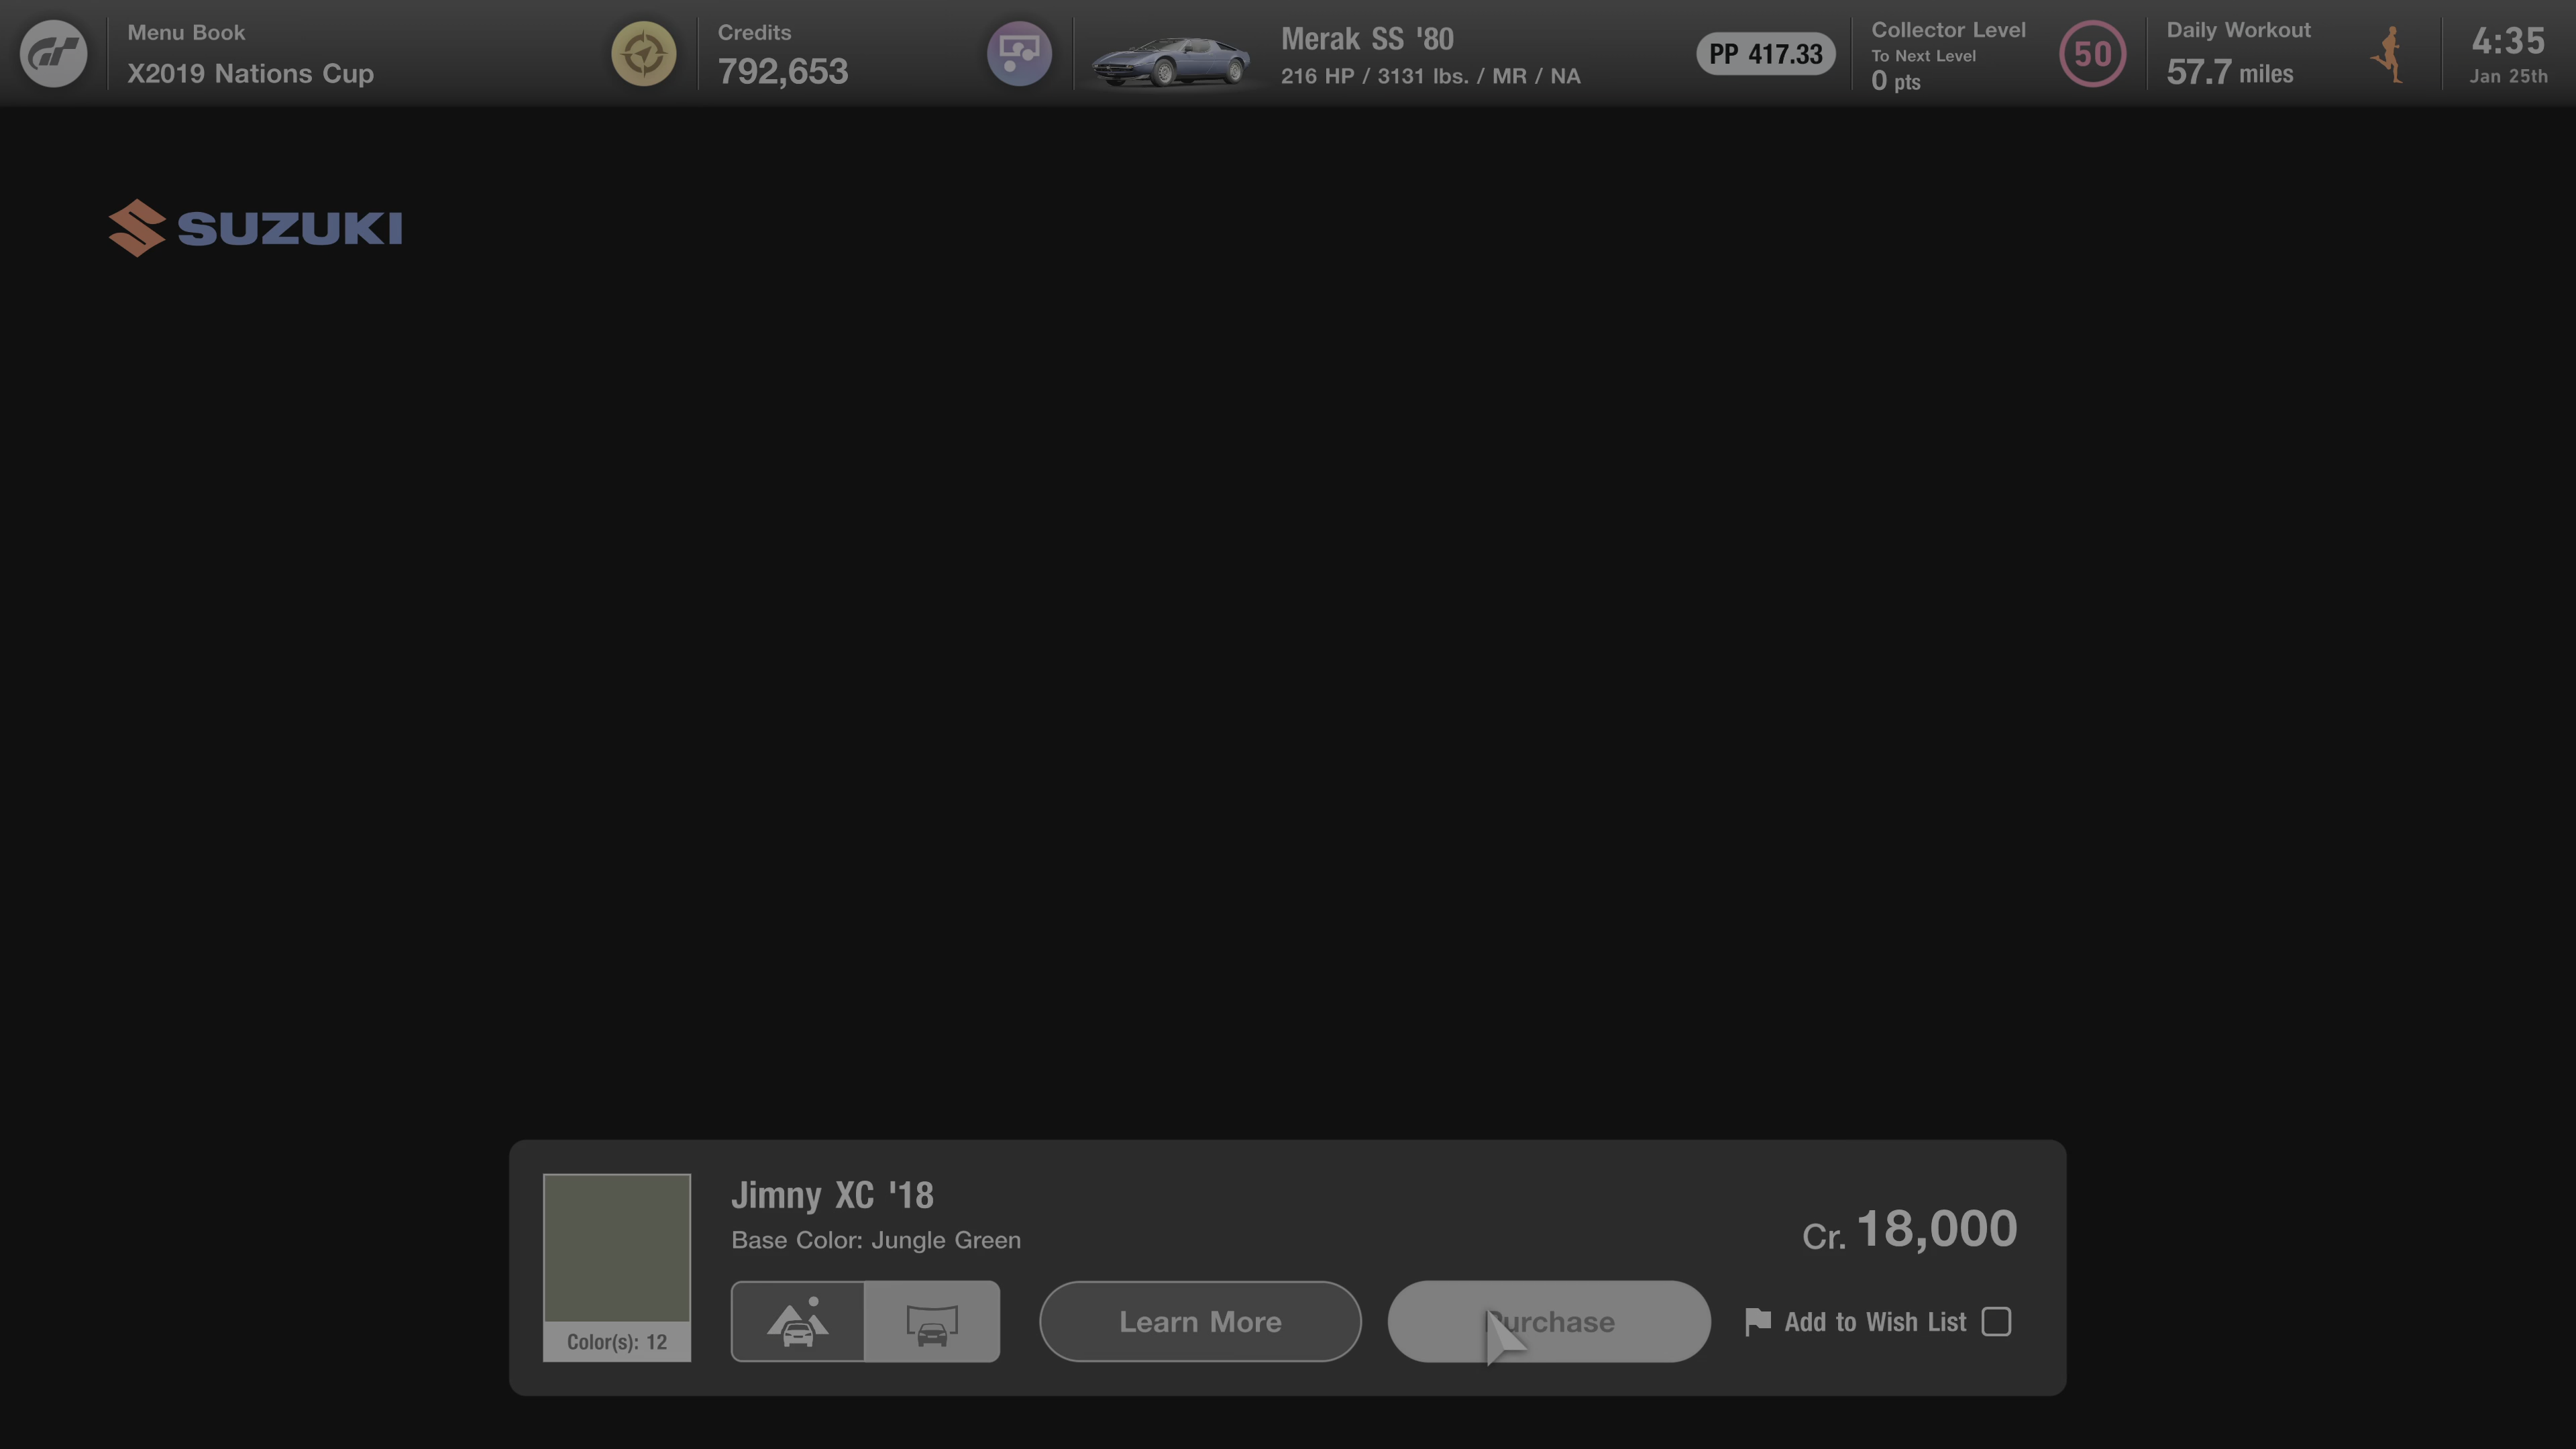 Menu Book
X2019 Nations Cup
Credits
792,653
Merak SS '80
216 HP / 3131 lbs. / MR / NA
PP 417.33
Collector Level
To Next Level
0 pts
50
Daily Workout
57.7 miles
4:35
Jan 25th
SUZUKI
Jimny XC '18
Base Color: Jungle Green
Cr. 18,000
Color(s): 12
Learn More
Purchase
Add to Wish List